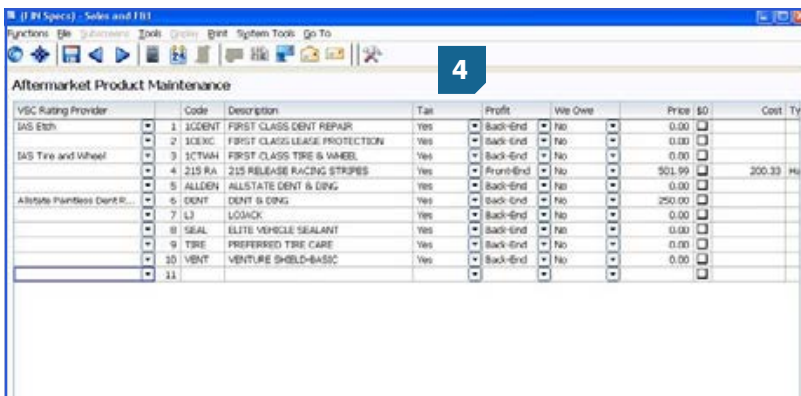 (FIN Specs) - Sales and F&I
Functions File Subscreens Tools Display Print System Tools Go To
4
Aftermarket Product Maintenance
VSC Rating Provider Code Description Tax Profit We Owe Price $0 Cost Ty
IAS Etch 1 1CDENT FIRST CLASS DENT REPAIR Yes Back-End No 0.00
2 1CEXC FIRST CLASS LEASE PROTECTION Yes Back-End No 0.00
IAS Tire and Wheel 3 1CTWH FIRST CLASS TIRE & WHEEL Yes Back-End No 0.00
4 215 RA 215 RELEASE RACING STRIPES Yes Front-End No 501.99 200.33
5 ALLDEN ALLSTATE DENT & DING Yes Back-End No 0.00
Allstate Paintless Dent R... 6 DENT DENT & DING Yes Back-End No 250.00
7 LJ LOJACK Yes Back-End No 0.00
8 SEAL ELITE VEHICLE SEALANT Yes Back-End No 0.00
9 TIRE PREFERRED TIRE CARE Yes Back-End No 0.00
10 VENT VENTURE SHIELD-BASIC Yes Back-End No 0.00
11